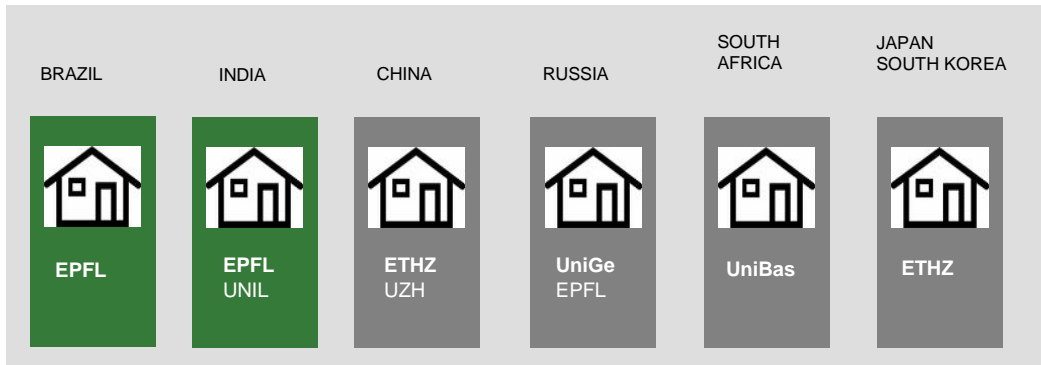 BRAZIL
INDIA
CHINA
RUSSIA
SOUTH
AFRICA
JAPAN
SOUTH KOREA
EPFL
EPFL
UNIL
ETHZ
UZH
UniGe
EPFL
UniBas
ETHZ